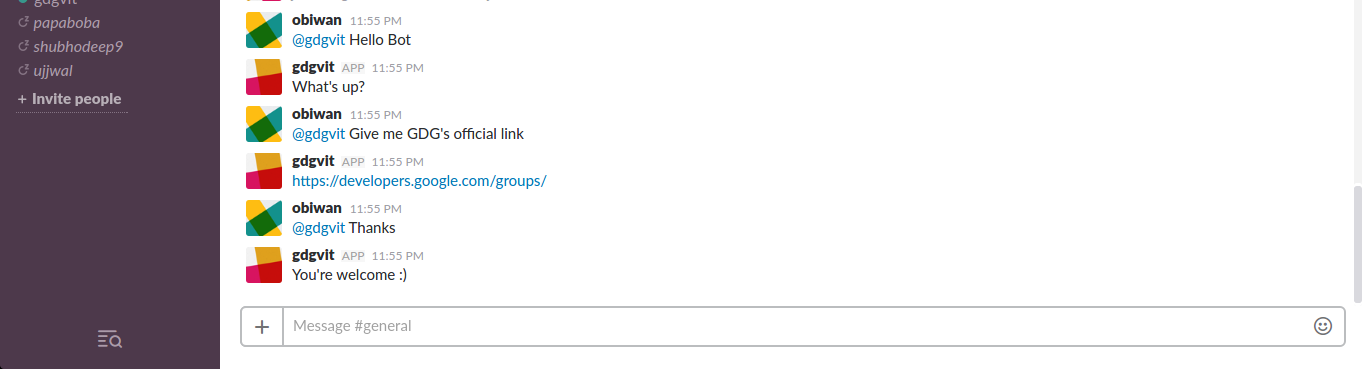 gdgvit
papaboba
shubhodeep9
ujjwal
+ Invite people
obiwan 11:55 PM
@gdgvit Hello Bot
gdgvit APP 11:55 PM
What's up?
obiwan 11:55 PM
@gdgvit Give me GDG's official link
gdgvit APP 11:55 PM
https://developers.google.com/groups/
obiwan 11:55 PM
@gdgvit Thanks
gdgvit APP 11:55 PM
You're welcome :)
Message #general